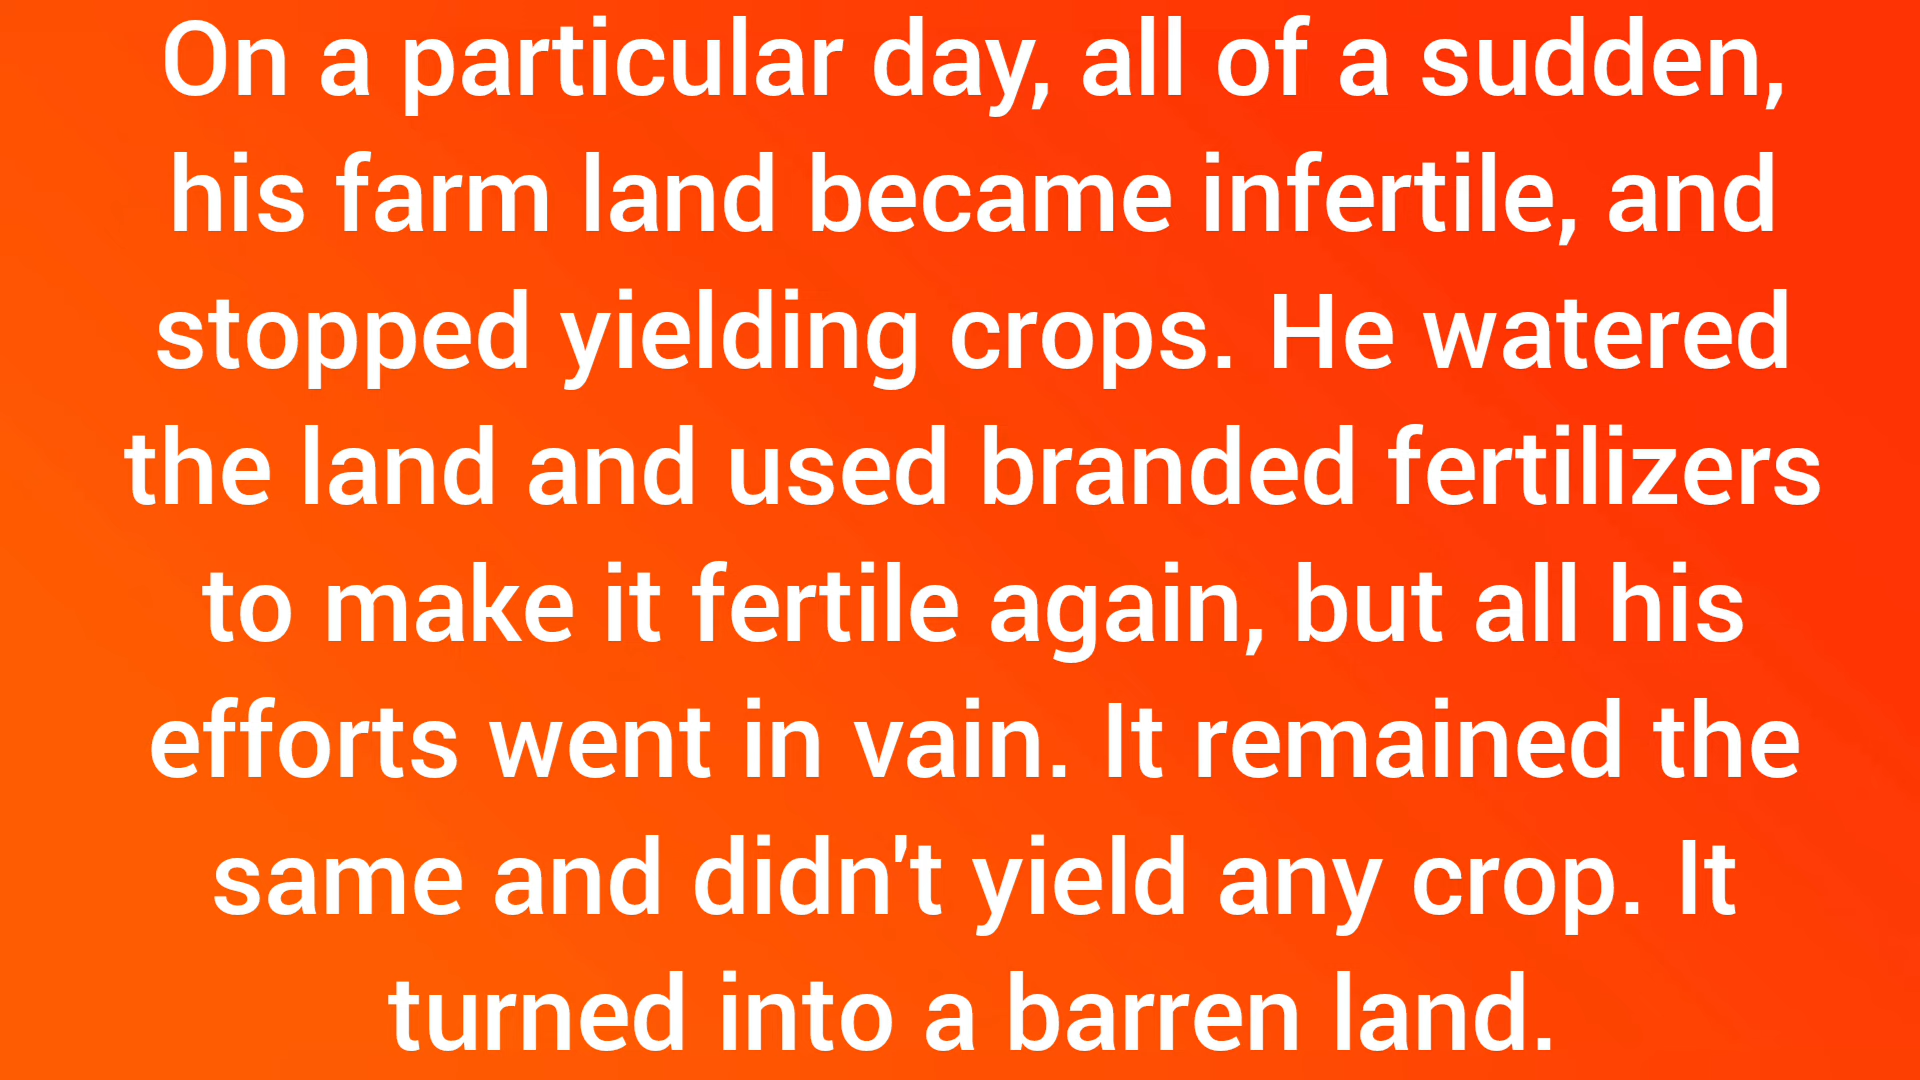 On a particular day, all of a sudden,
his farm land became infertile, and
stopped yielding crops. He watered
the land and used branded fertilizers
to make it fertile again, but all his
efforts went in vain. It remained the
same and didn't yield any crop. It
turned into a barren land.